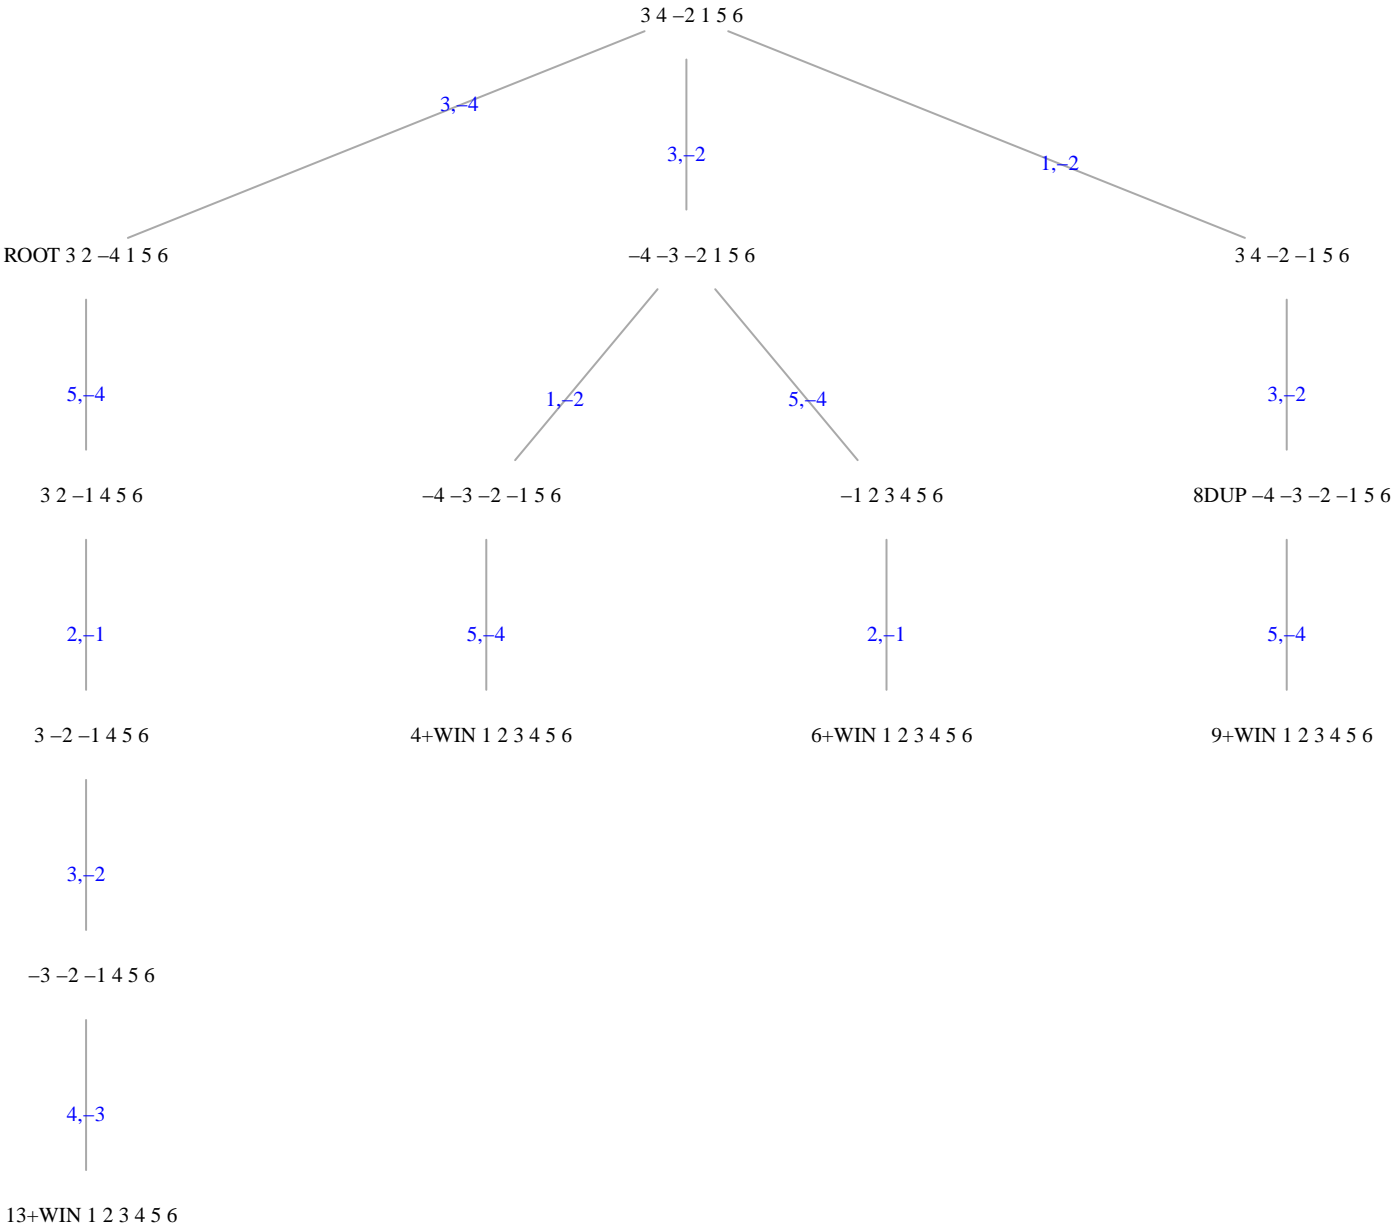 3 4 –2 1 5 6
3,–4
3,–2
1,–2
ROOT 3 2 –4 1 5 6
–4 –3 –2 1 5 6
3 4 –2 –1 5 6
5,–4
1,–2
5,–4
3,–2
3 2 –1 4 5 6
–4 –3 –2 –1 5 6
–1 2 3 4 5 6
8DUP –4 –3 –2 –1 5 6
2,–1
5,–4
2,–1
5,–4
3 –2 –1 4 5 6
4+WIN 1 2 3 4 5 6
6+WIN 1 2 3 4 5 6
9+WIN 1 2 3 4 5 6
3,–2
–3 –2 –1 4 5 6
4,–3
13+WIN 1 2 3 4 5 6